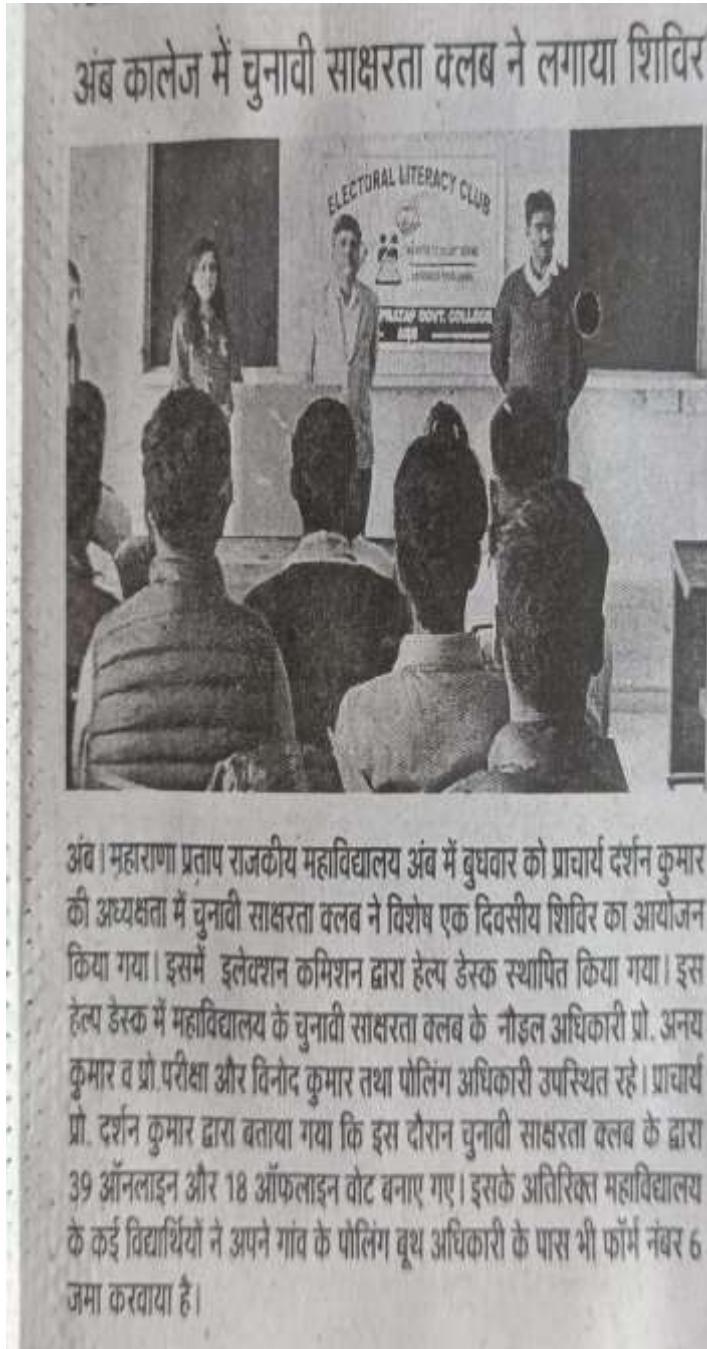 अंब कालेज में चुनावी साक्षरता क्लब ने लगाया शिविर
ELECTORAL LITERACY CLUB
PRATAP GOVT. COLLEGE
अंब। महाराणा प्रताप राजकीय महाविद्यालय अंब में बुधवार को प्राचार्य दर्शन कुमार
की अध्यक्षता में चुनावी साक्षरता क्लब ने विशेष एक दिवसीय शिविर का आयोजन
किया गया। इसमें इलेक्शन कमिशन द्वारा हेल्प डेस्क स्थापित किया गया। इस
हेल्प डेस्क में महाविद्यालय के चुनावी साक्षरता क्लब के नौडल अधिकारी प्रो. अनय
कुमार व प्रो.परीक्षा और विनोद कुमार तथा पोलिंग अधिकारी उपस्थित रहे। प्राचार्य
प्रो. दर्शन कुमार द्वारा बताया गया कि इस दौरान चुनावी साक्षरता क्लब के द्वारा
39 ऑनलाइन और 18 ऑफलाइन वोट बनाए गए। इसके अतिरिक्त महाविद्यालय
के कई विद्यार्थियों ने अपने गांव के पोलिंग बूथ अधिकारी के पास भी फॉर्म नंबर 6
जमा करवाया है।